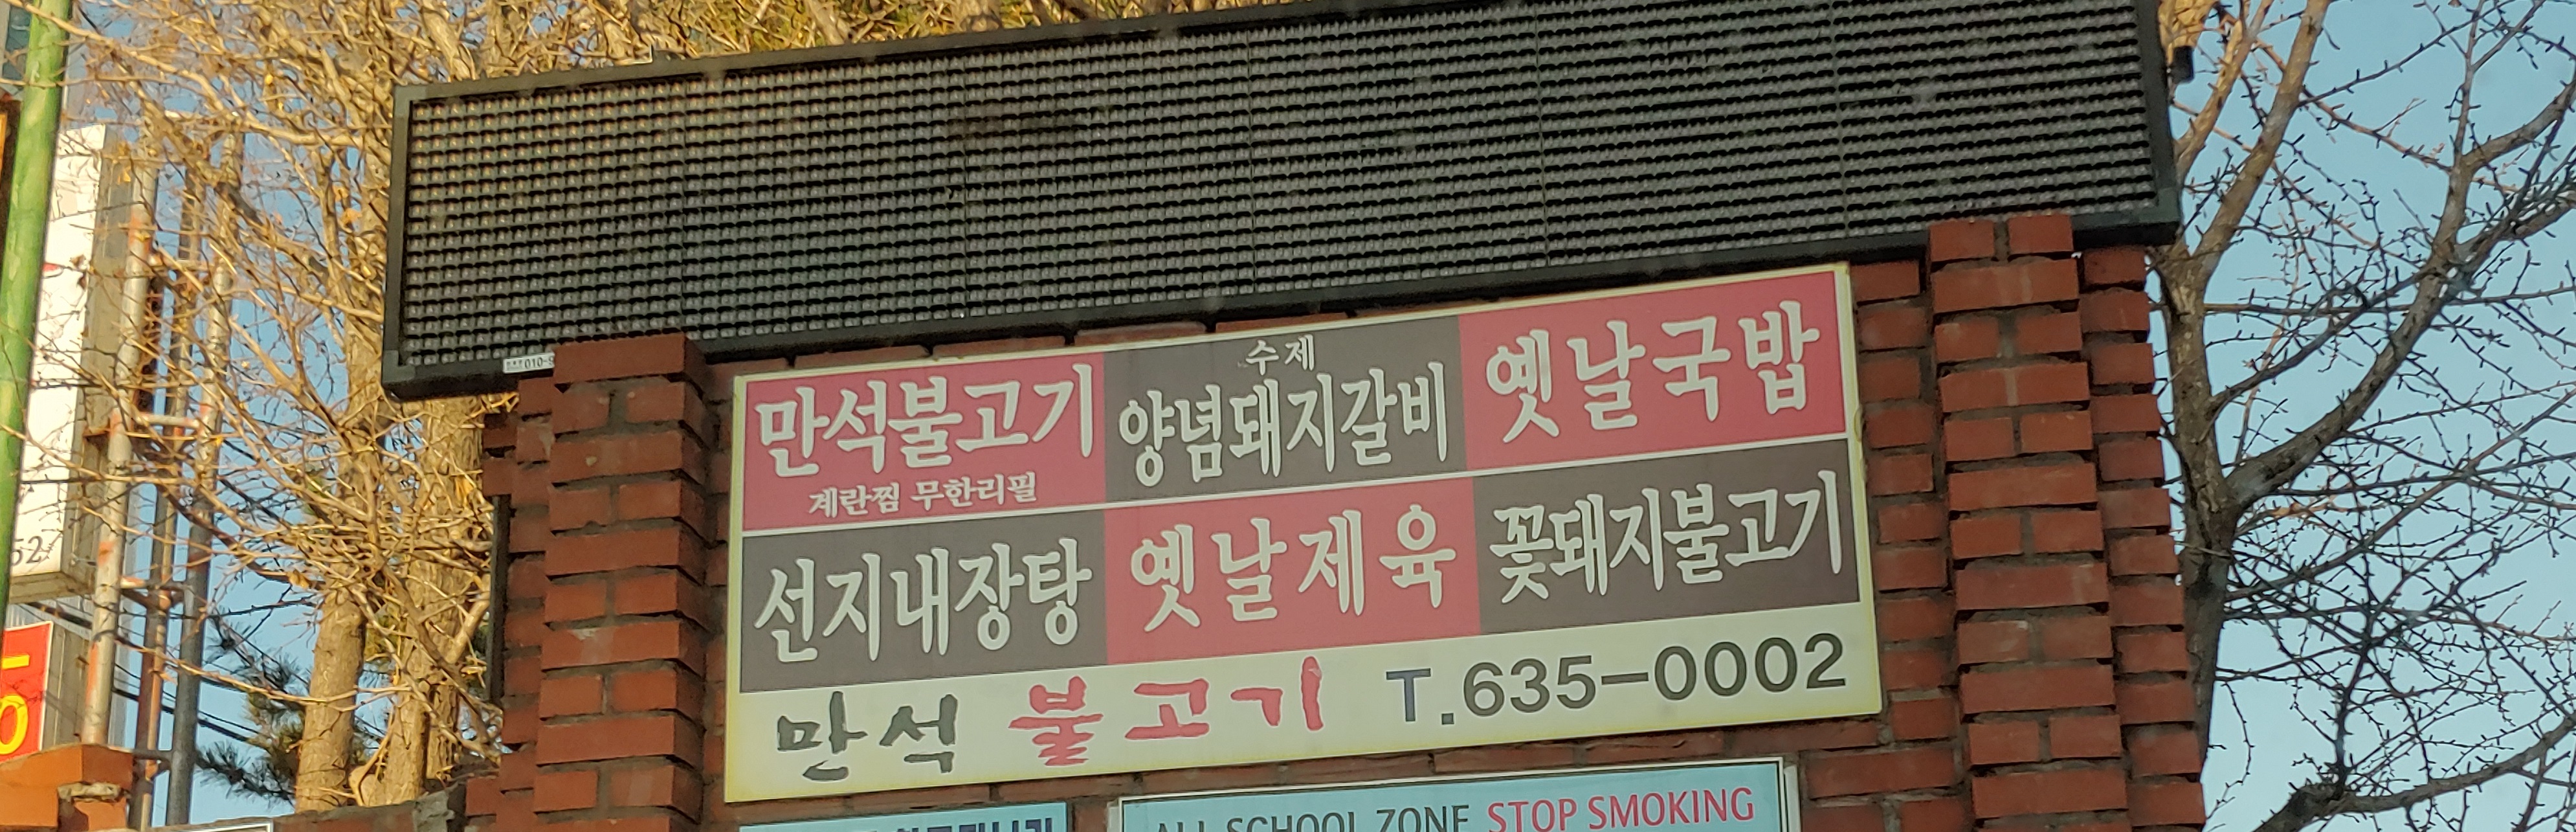 010-9
만석불고기
계란찜 무한리필
수제
양념돼지갈비
옛날국밥
선지내장탕
옛날제육
꽃돼지불고기
만석 불고기 T.635-0002
ALL SCHOOL ZONE STOP SMOKING